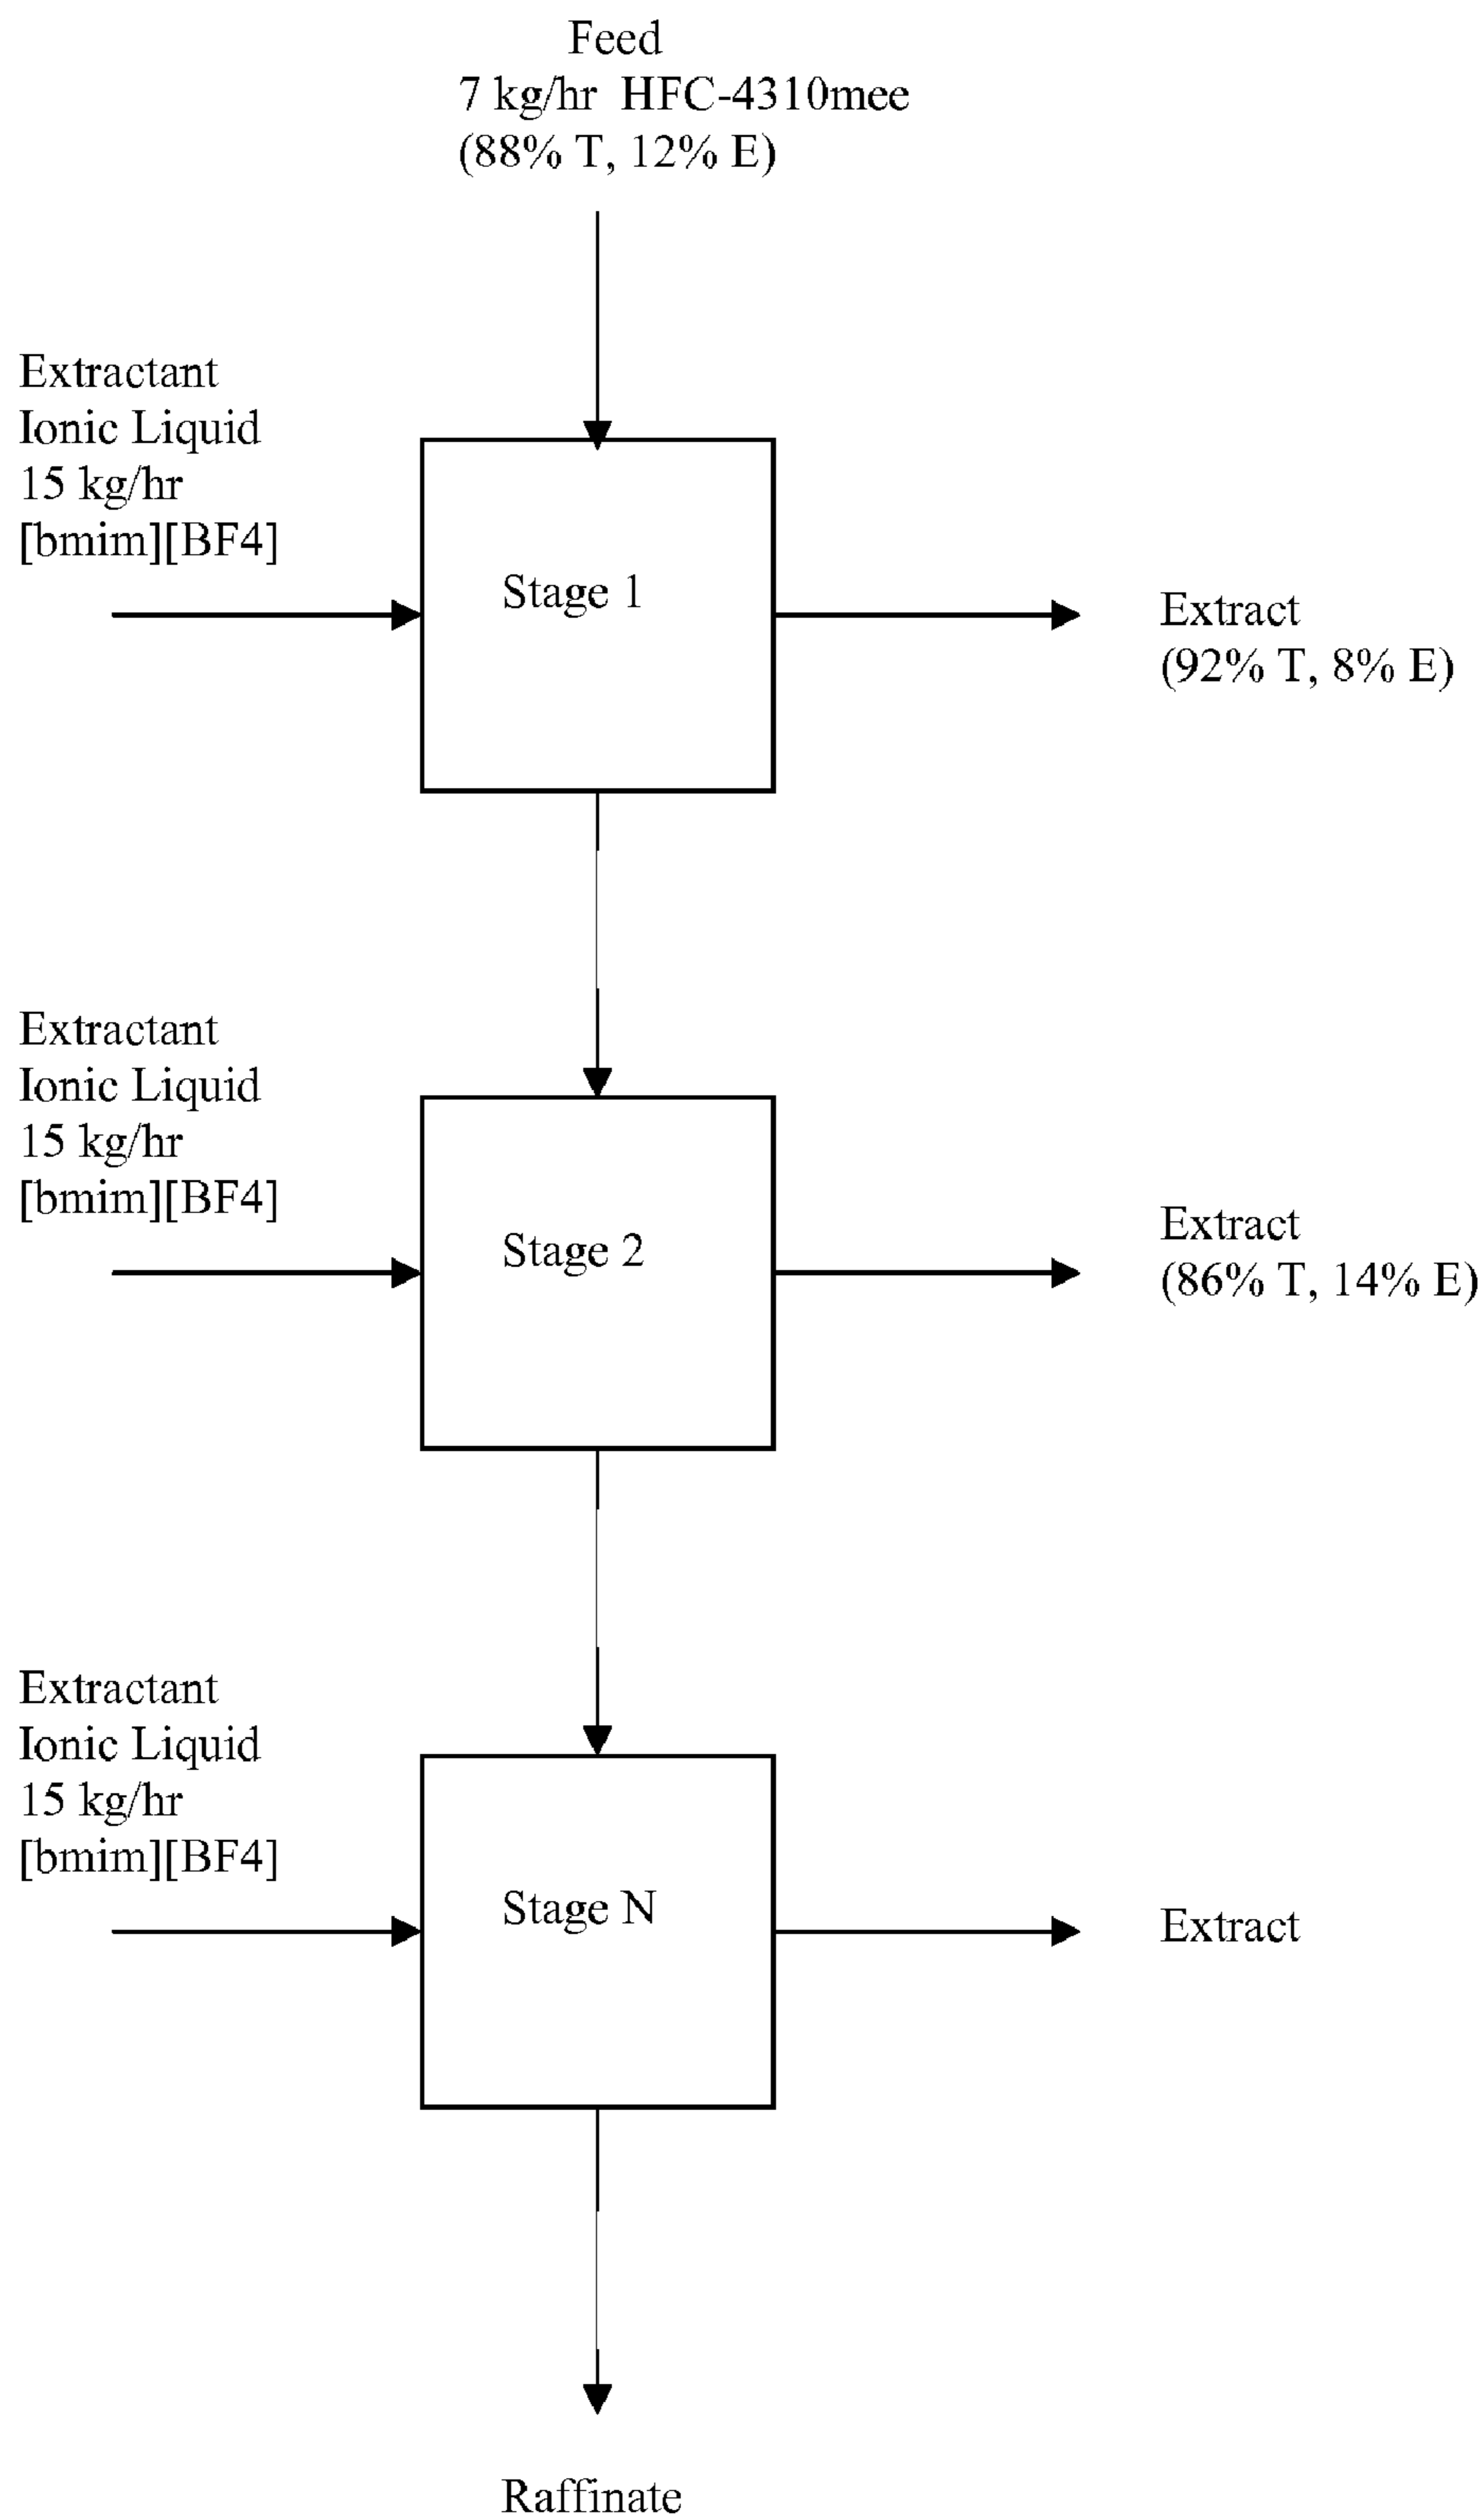 Feed
7 kg/hr HFC-4310mee
(88% T, 12% E)
Extractant
Ionic Liquid
15 kg/hr
[bmim][BF4]
Stage 1
Extract
(92% T, 8% E)
Extractant
Ionic Liquid
15 kg/hr
[bmim][BF4]
Stage 2
Extract
(86% T, 14% E)
Extractant
Ionic Liquid
15 kg/hr
[bmim][BF4]
Stage N
Extract
Raffinate